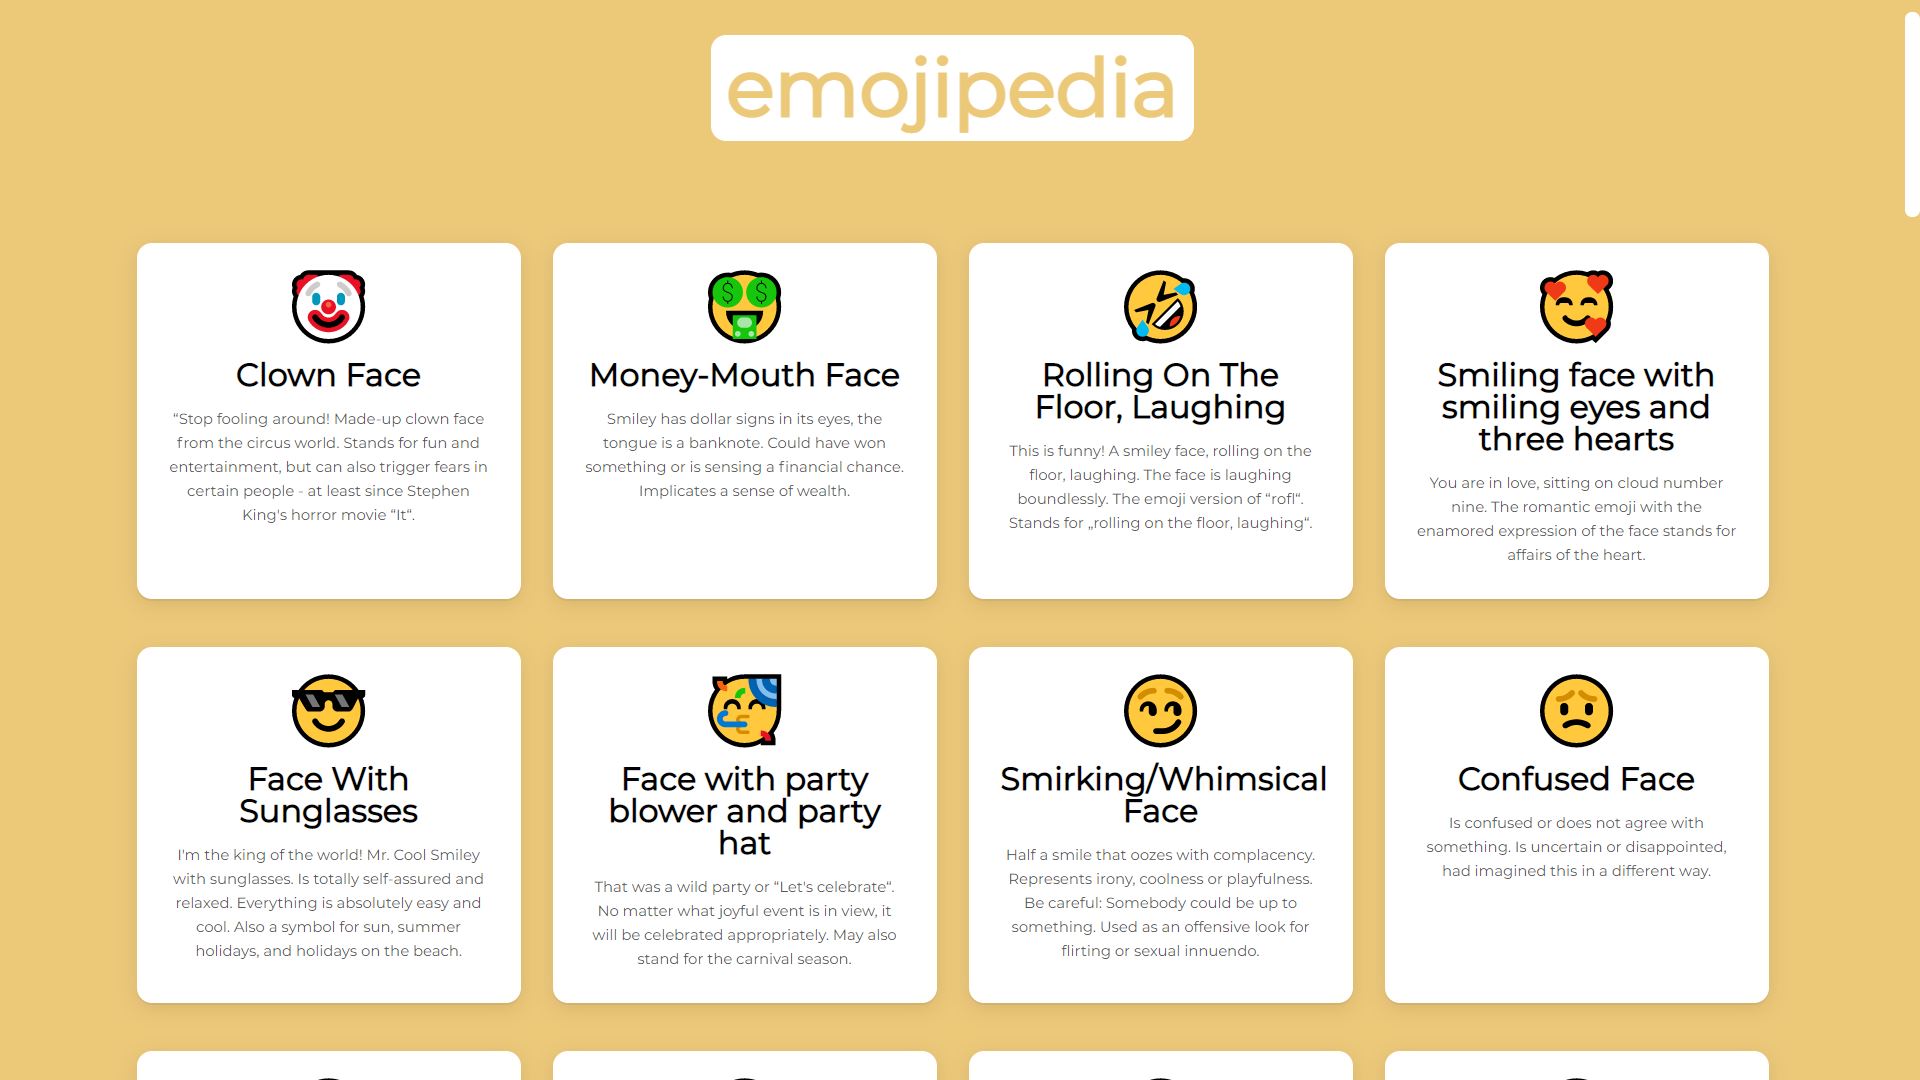 emojipedia
Clown Face
“Stop fooling around! Made-up clown face
from the circus world. Stands for fun and
entertainment, but can also trigger fears in
certain people - at least since Stephen
King's horror movie “It“.
Money-Mouth Face
Smiley has dollar signs in its eyes, the
tongue is a banknote. Could have won
something or is sensing a financial chance.
Implicates a sense of wealth.
Rolling On The
Floor, Laughing
This is funny! A smiley face, rolling on the
floor, laughing. The face is laughing
boundlessly. The emoji version of “rofl“.
Stands for „rolling on the floor, laughing“.
Smiling face with
smiling eyes and
three hearts
You are in love, sitting on cloud number
nine. The romantic emoji with the
enamored expression of the face stands for
affairs of the heart.
Face With
Sunglasses
I'm the king of the world! Mr. Cool Smiley
with sunglasses. Is totally self-assured and
relaxed. Everything is absolutely easy and
cool. Also a symbol for sun, summer
holidays, and holidays on the beach.
Face with party
blower and party
hat
That was a wild party or “Let's celebrate“.
No matter what joyful event is in view, it
will be celebrated appropriately. May also
stand for the carnival season.
Smirking/Whimsical
Face
Half a smile that oozes with complacency.
Represents irony, coolness or playfulness.
Be careful: Somebody could be up to
something. Used as an offensive look for
flirting or sexual innuendo.
Confused Face
Is confused or does not agree with
something. Is uncertain or disappointed,
had imagined this in a different way.